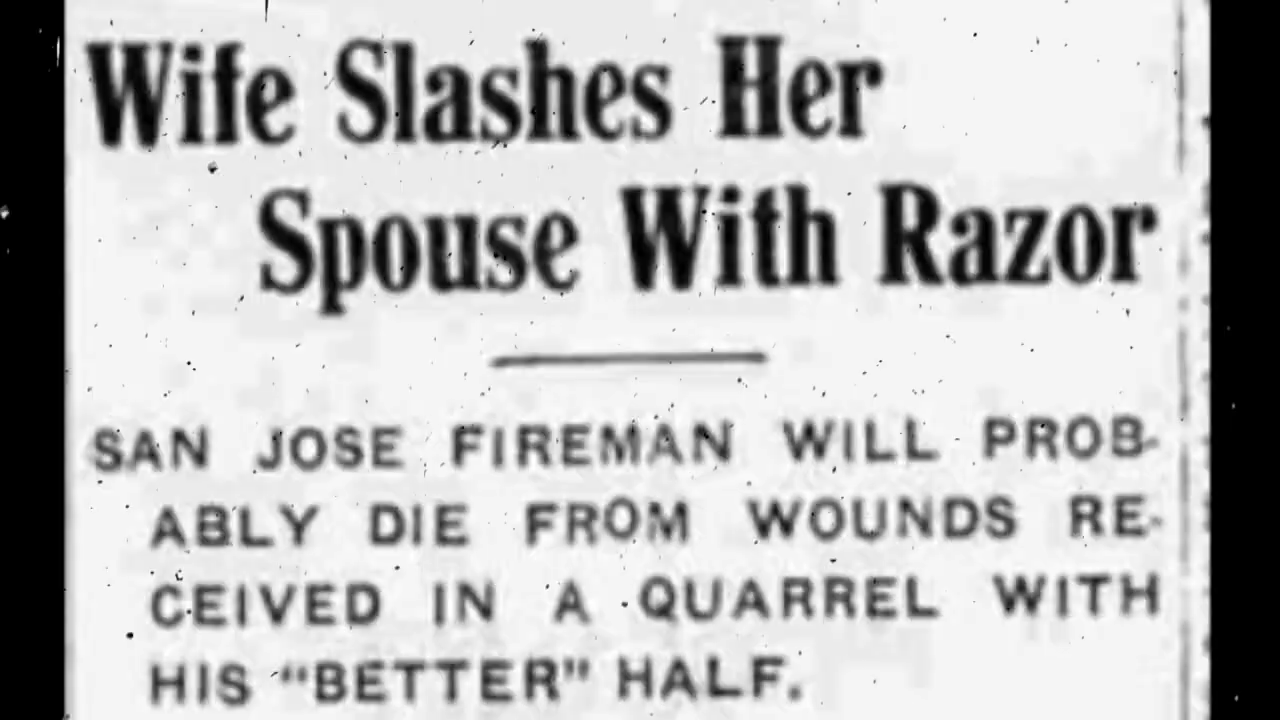 Wife Slashes Her
Spouse With Razor
SAN JOSE FIREMAN WILL PROB-
ABLY DIE FROM WOUNDS RE-
CEIVED IN A QUARREL WITH
HIS "BETTER" HALF.